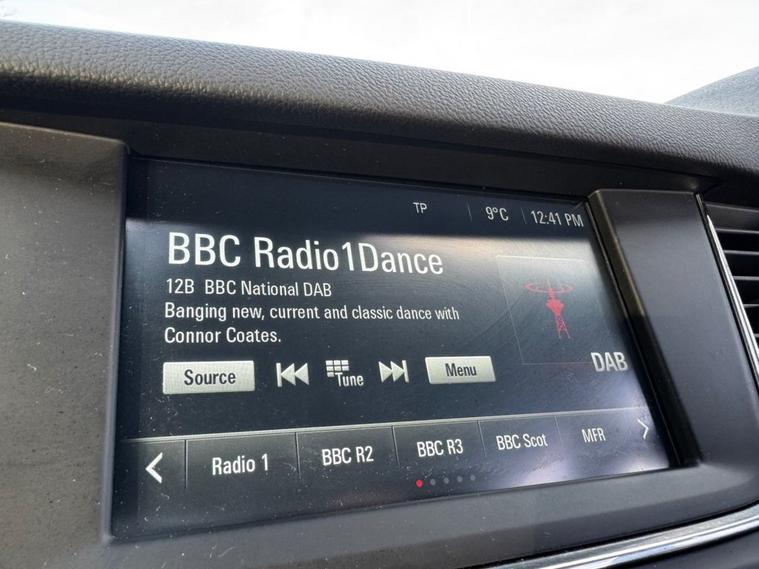 TP 9°C 12:41 PM
BBC Radio1Dance
12B BBC National DAB
Banging new, current and classic dance with
Connor Coates.
DAB
Source Tune Menu
Radio 1 BBC R2 BBC R3 BBC Scot MFR